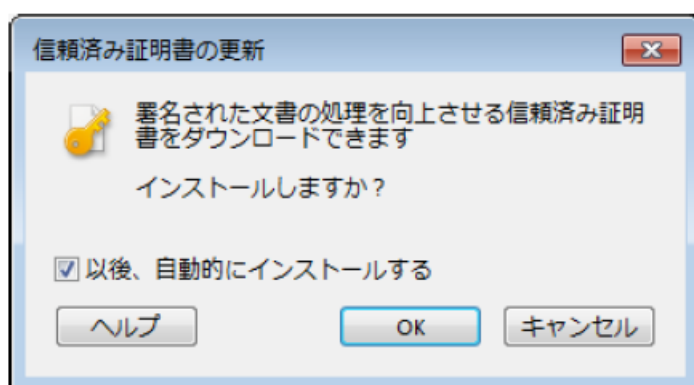 信頼済み証明書の更新
署名された文書の処理を向上させる信頼済み証明
書をダウンロードできます
インストールしますか？
以後、自動的にインストールする
ヘルプ
OK
キャンセル